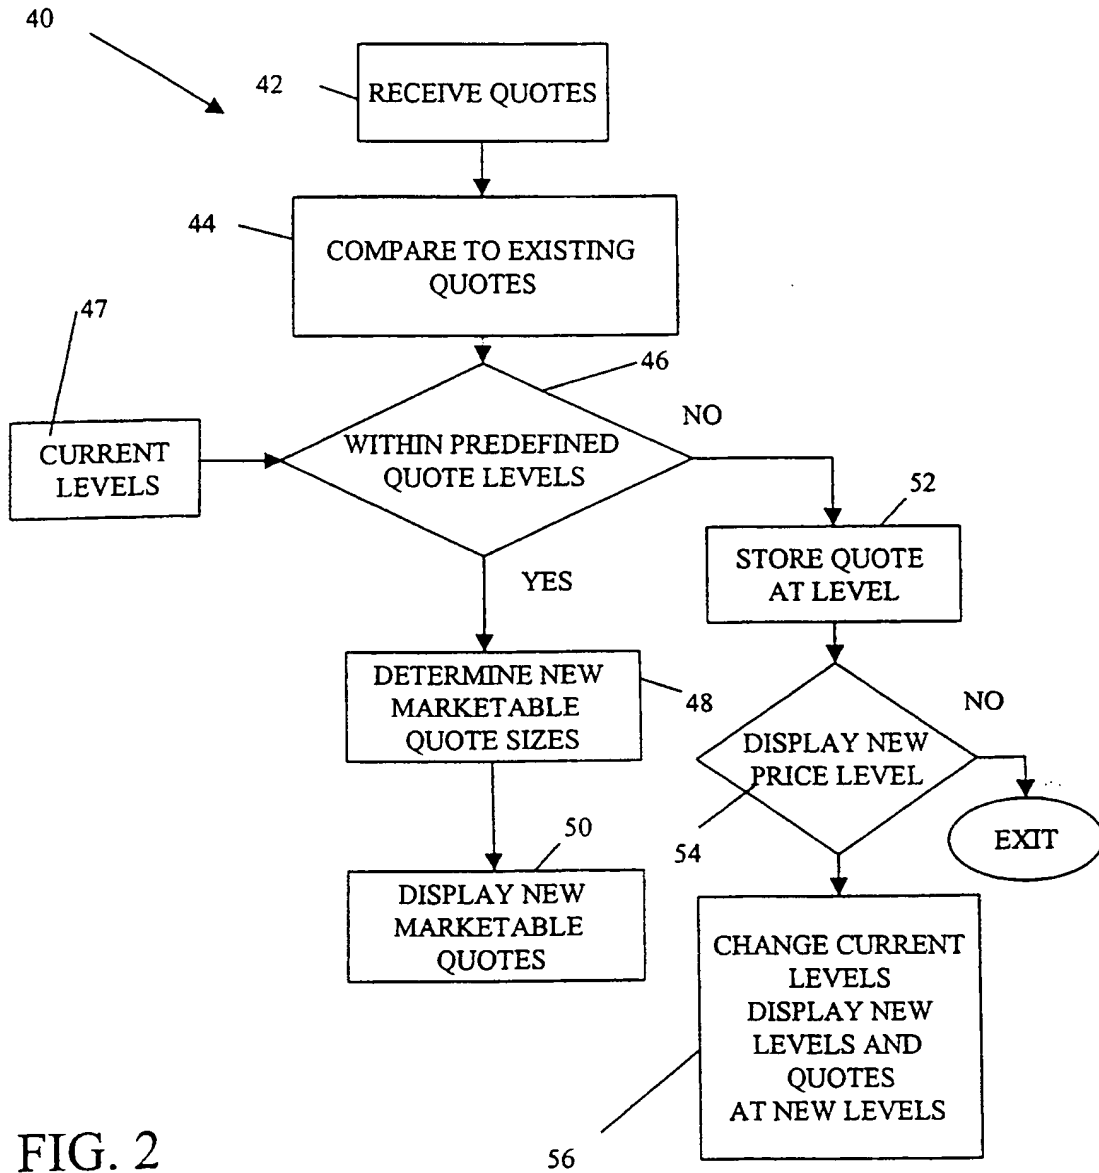 40
42
RECEIVE QUOTES
44
COMPARE TO EXISTING
QUOTES
47
46
NO
CURRENT
LEVELS
WITHIN PREDEFINED
QUOTE LEVELS
52
YES
STORE QUOTE
AT LEVEL
DETERMINE NEW
MARKETABLE
QUOTE SIZES
48
NO
DISPLAY NEW
PRICE LEVEL
50
54
EXIT
DISPLAY NEW
MARKETABLE
QUOTES
CHANGE CURRENT
LEVELS
DISPLAY NEW
LEVELS AND
QUOTES
AT NEW LEVELS
FIG. 2
56